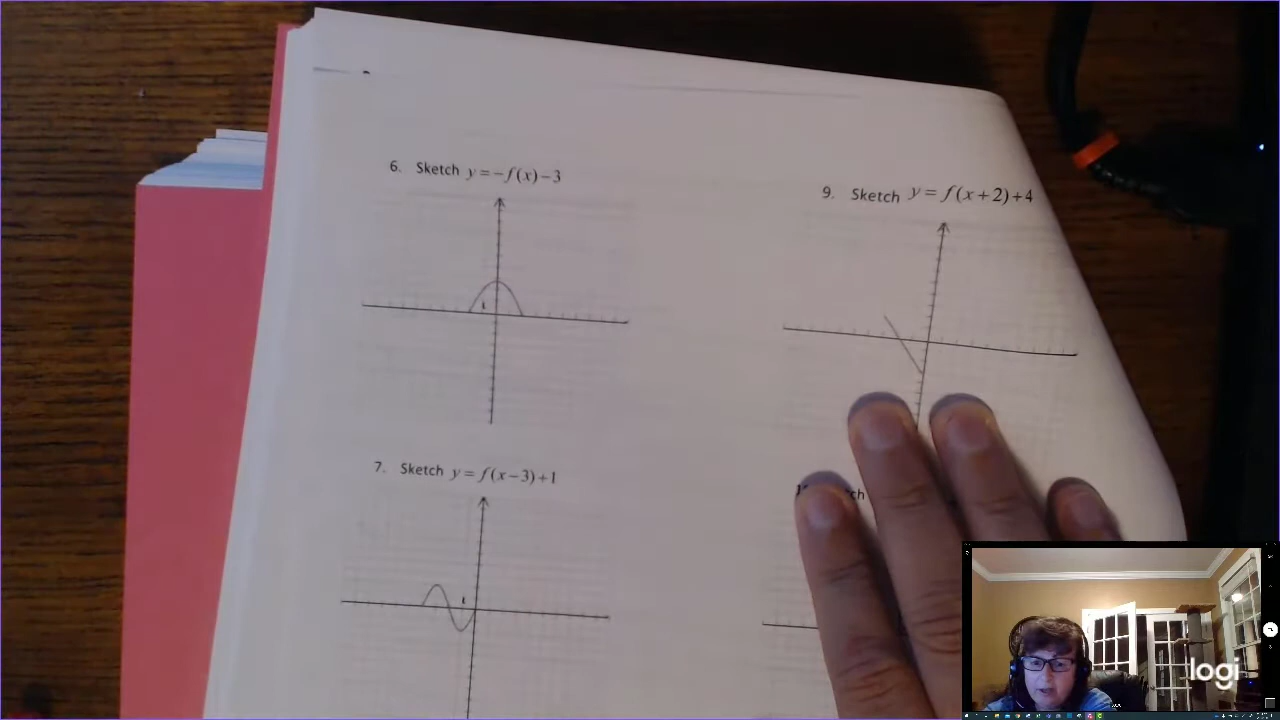 6. Sketch y=-f(x)-3
9. Sketch y=f(x+2)+4
7. Sketch y=f(x-3)+1
logi